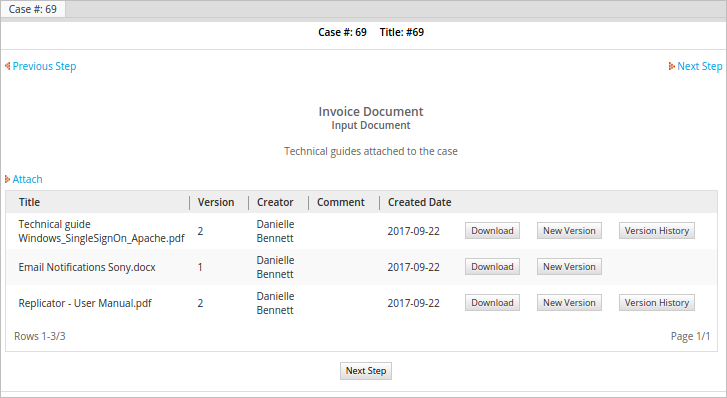 Case #: 69
Case #: 69 Title: #69
Previous Step Next Step
Invoice Document
Input Document
Technical guides attached to the case
Attach
Title Version Creator Comment Created Date
Technical guide
Windows_SingleSignOn_Apache.pdf 2 Danielle Bennett 2017-09-22 Download New Version Version History
Email Notifications Sony.docx 1 Danielle Bennett 2017-09-22 Download New Version
Replicator - User Manual.pdf 2 Danielle Bennett 2017-09-22 Download New Version Version History
Rows 1-3/3 Page 1/1
Next Step